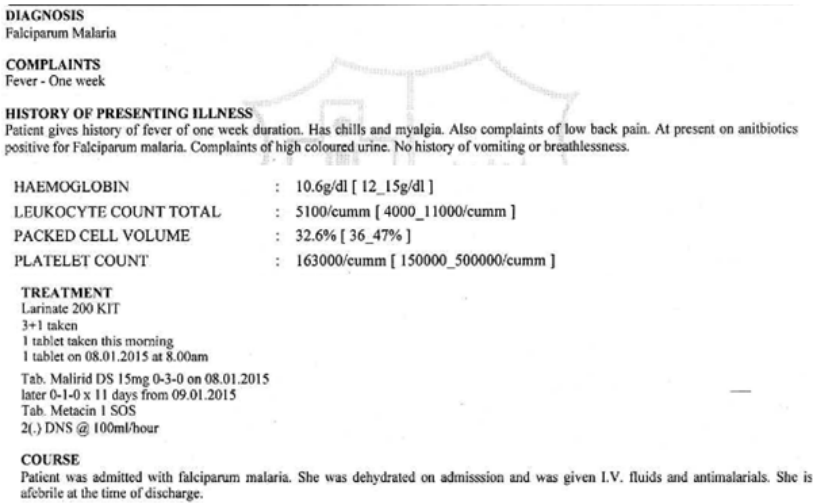 DIAGNOSIS
Falciparum Malaria
COMPLAINTS
Fever - One week
HISTORY OF PRESENTING ILLNESS
Patient gives history of fever of one week duration. Has chills and myalgia. Also complaints of low back pain. At present on anitbiotics
positive for Falciparum malaria. Complaints of high coloured urine. No history of vomiting or breathlessness.
HAEMOGLOBIN : 10.6g/dl [ 12_15g/dl ]
LEUKOCYTE COUNT TOTAL : 5100/cumm [ 4000_11000/cumm ]
PACKED CELL VOLUME : 32.6% [ 36_47% ]
PLATELET COUNT : 163000/cumm [ 150000_500000/cumm ]
TREATMENT
Larinate 200 KIT
3+1 taken
1 tablet taken this morning
1 tablet on 08.01.2015 at 8.00am
Tab. Malirid DS 15mg 0-3-0 on 08.01.2015
later 0-1-0 x 11 days from 09.01.2015
Tab. Metacin 1 SOS
2(.) DNS @ 100ml/hour
COURSE
Patient was admitted with falciparum malaria. She was dehydrated on admisssion and was given I.V. fluids and antimalarials. She is
afebrile at the time of discharge.